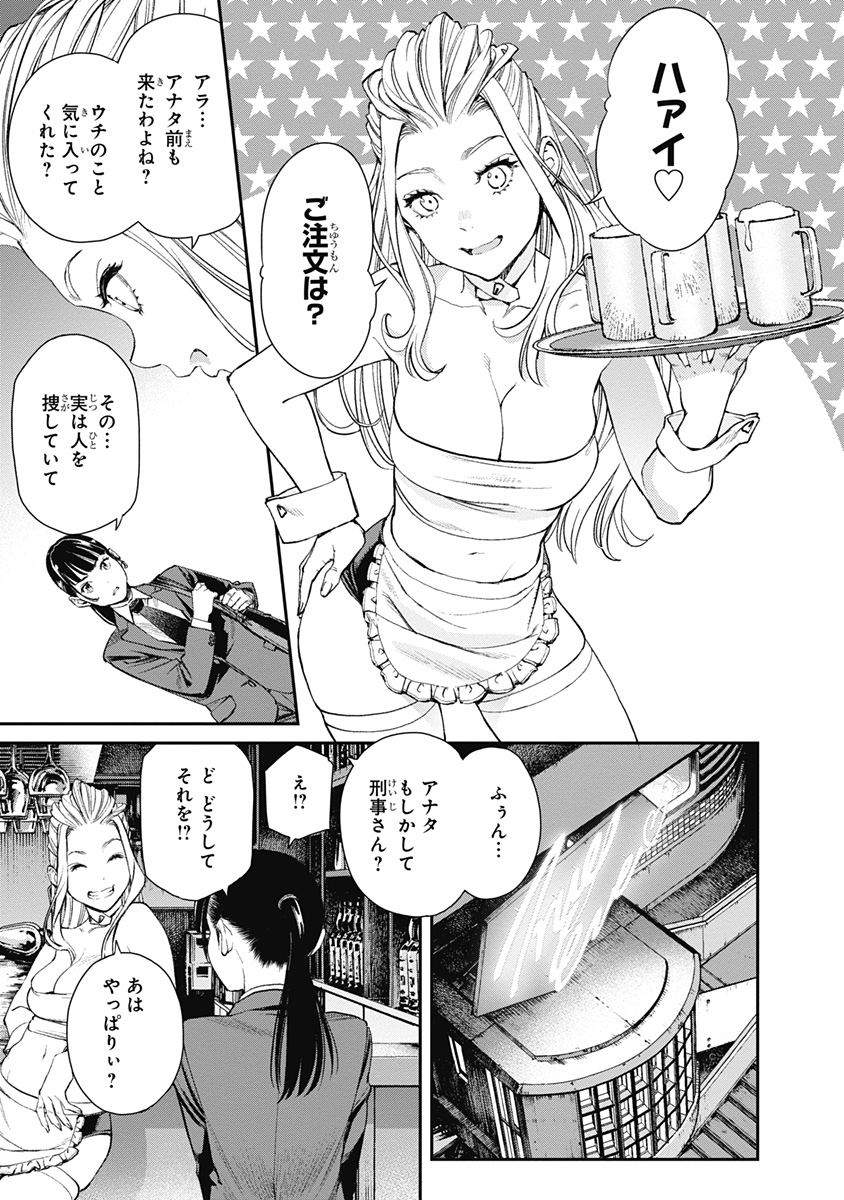 ハァイ♡
ご注文は?
アラ…
アナタ前も
来たわよね?
ウチのこと
気に入って
くれた?
その…
実は人を
捜していて
ふぅん…
アナタ
もしかして
刑事さん?
え!?
ど どうして
それを!?
あは
やっぱりぃ?